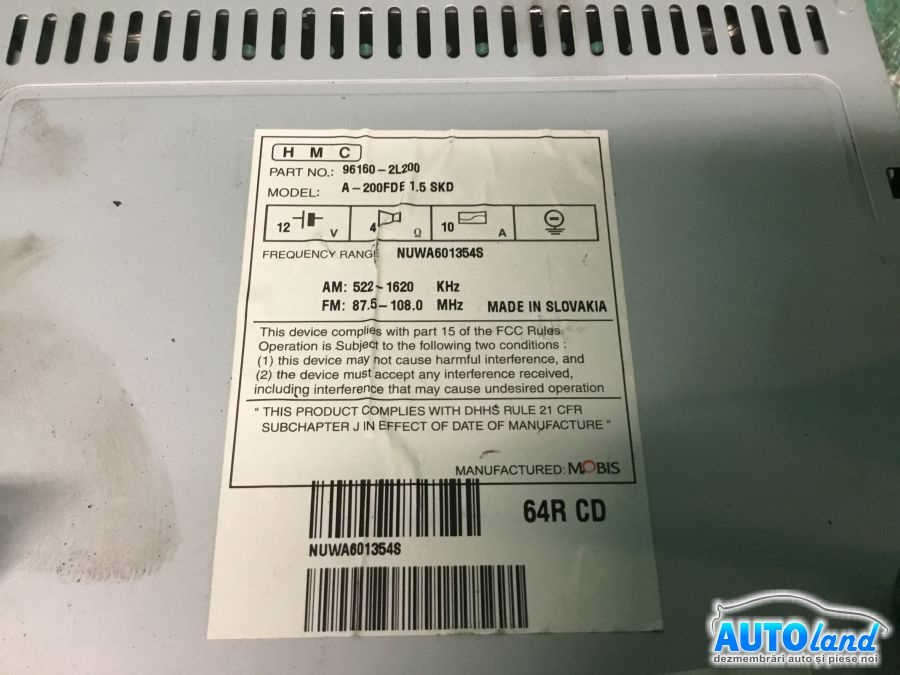 HMC
PART NO.: 96160-2L200
MODEL: A-200FDE 1.5 SKD
12 V 4 Ω 10 A
FREQUENCY RANGE NUWA601354S
AM: 522~1620 KHz
FM: 87.5~108.0 MHz MADE IN SLOVAKIA
This device complies with part 15 of the FCC Rules.
Operation is Subject to the following two conditions :
(1) this device may not cause harmful interference, and
(2) the device must accept any interference received,
including interference that may cause undesired operation
“ THIS PRODUCT COMPLIES WITH DHHS RULE 21 CFR
SUBCHAPTER J IN EFFECT OF DATE OF MANUFACTURE ”
MANUFACTURED: MOBIS
64R CD
NUWA601354S
AUTOland
dezmembrări auto și piese noi